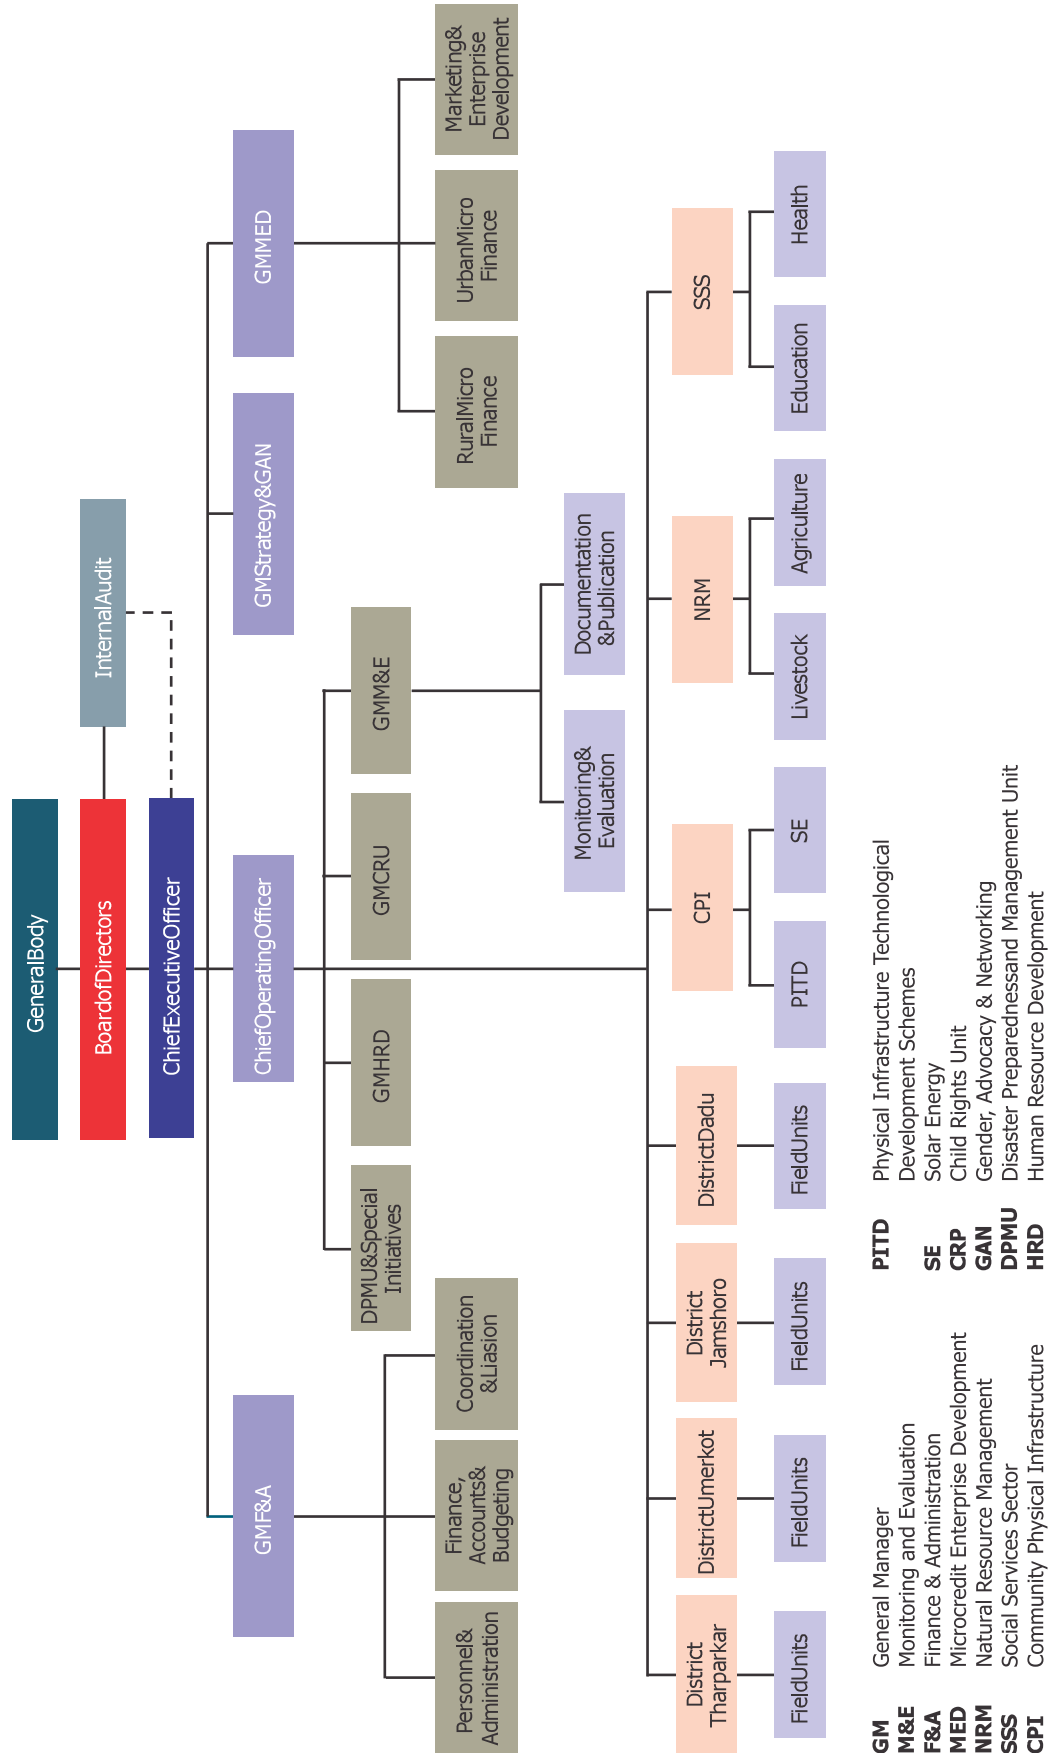 GeneralBody
BoardofDirectors
InternalAudit
ChiefExecutiveOfficer
GMF&A
ChiefOperatingOfficer
GMStrategy&GAN
GMMED
DPMU&Special
Initiatives
GMHRD
GMCRU
GMM&E
Personnel&
Administration
Finance,
Accounts&
Budgeting
Coordination
&Liasion
RuralMicro
Finance
UrbanMicro
Finance
Marketing&
Enterprise
Development
Monitoring&
Evaluation
Documentation
&Publication
District
Tharparkar
DistrictUmerkot
District
Jamshoro
DistrictDadu
CPI
NRM
SSS
FieldUnits
FieldUnits
FieldUnits
FieldUnits
PITD
SE
Livestock
Agriculture
Education
Health
GM General Manager
M&E Monitoring and Evaluation
F&A Finance & Administration
MED Microcredit Enterprise Development
NRM Natural Resource Management
SSS Social Services Sector
CPI Community Physical Infrastructure
PITD Physical Infrastructure Technological
Development Schemes
SE Solar Energy
CRP Child Rights Unit
GAN Gender, Advocacy & Networking
DPMU Disaster Preparednessand Management Unit
HRD Human Resource Development